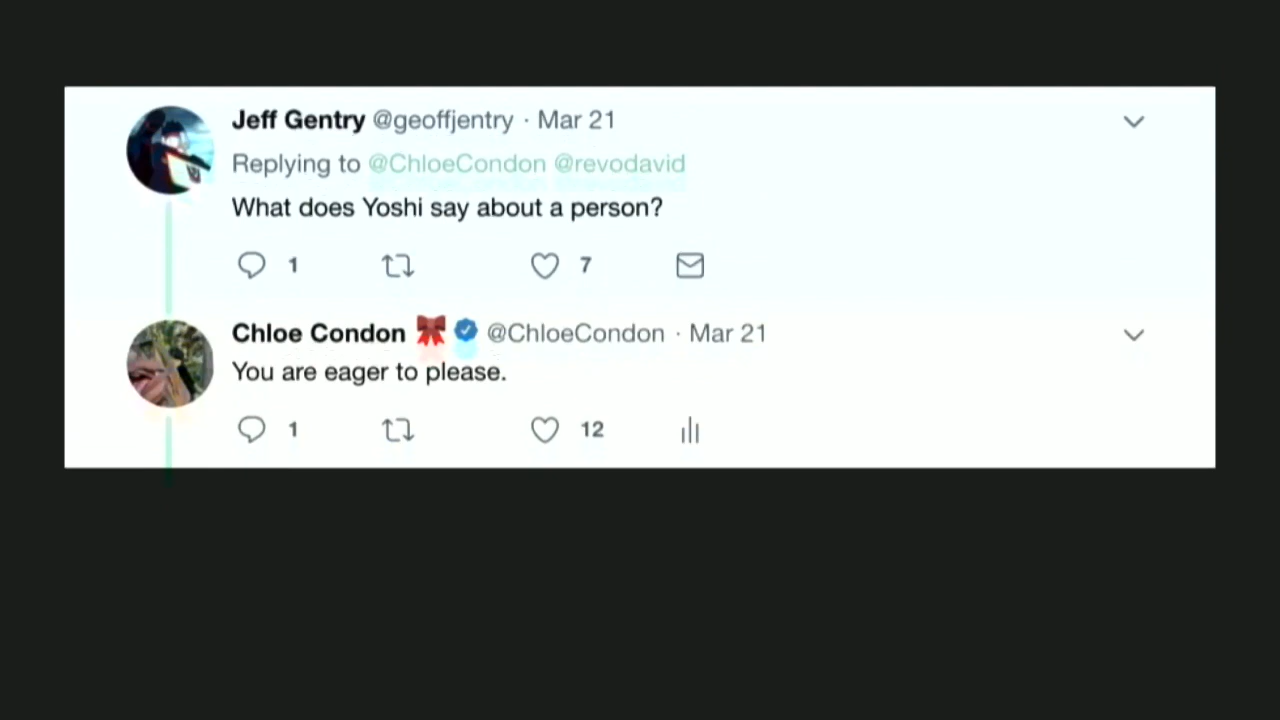 Jeff Gentry @geoffjentry · Mar 21
Replying to @ChloeCondon @revodavid
What does Yoshi say about a person?
1 7
Chloe Condon 🎀 @ChloeCondon · Mar 21
You are eager to please.
1 12